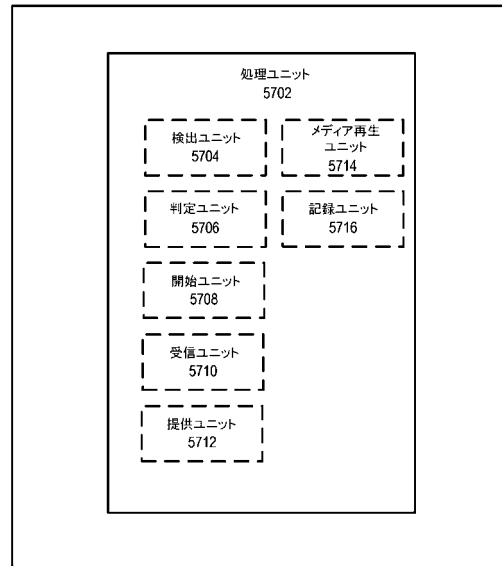 処理ユニット
5702
検出ユニット
5704
メディア再生
ユニット
5714
判定ユニット
5706
記録ユニット
5716
開始ユニット
5708
受信ユニット
5710
提供ユニット
5712